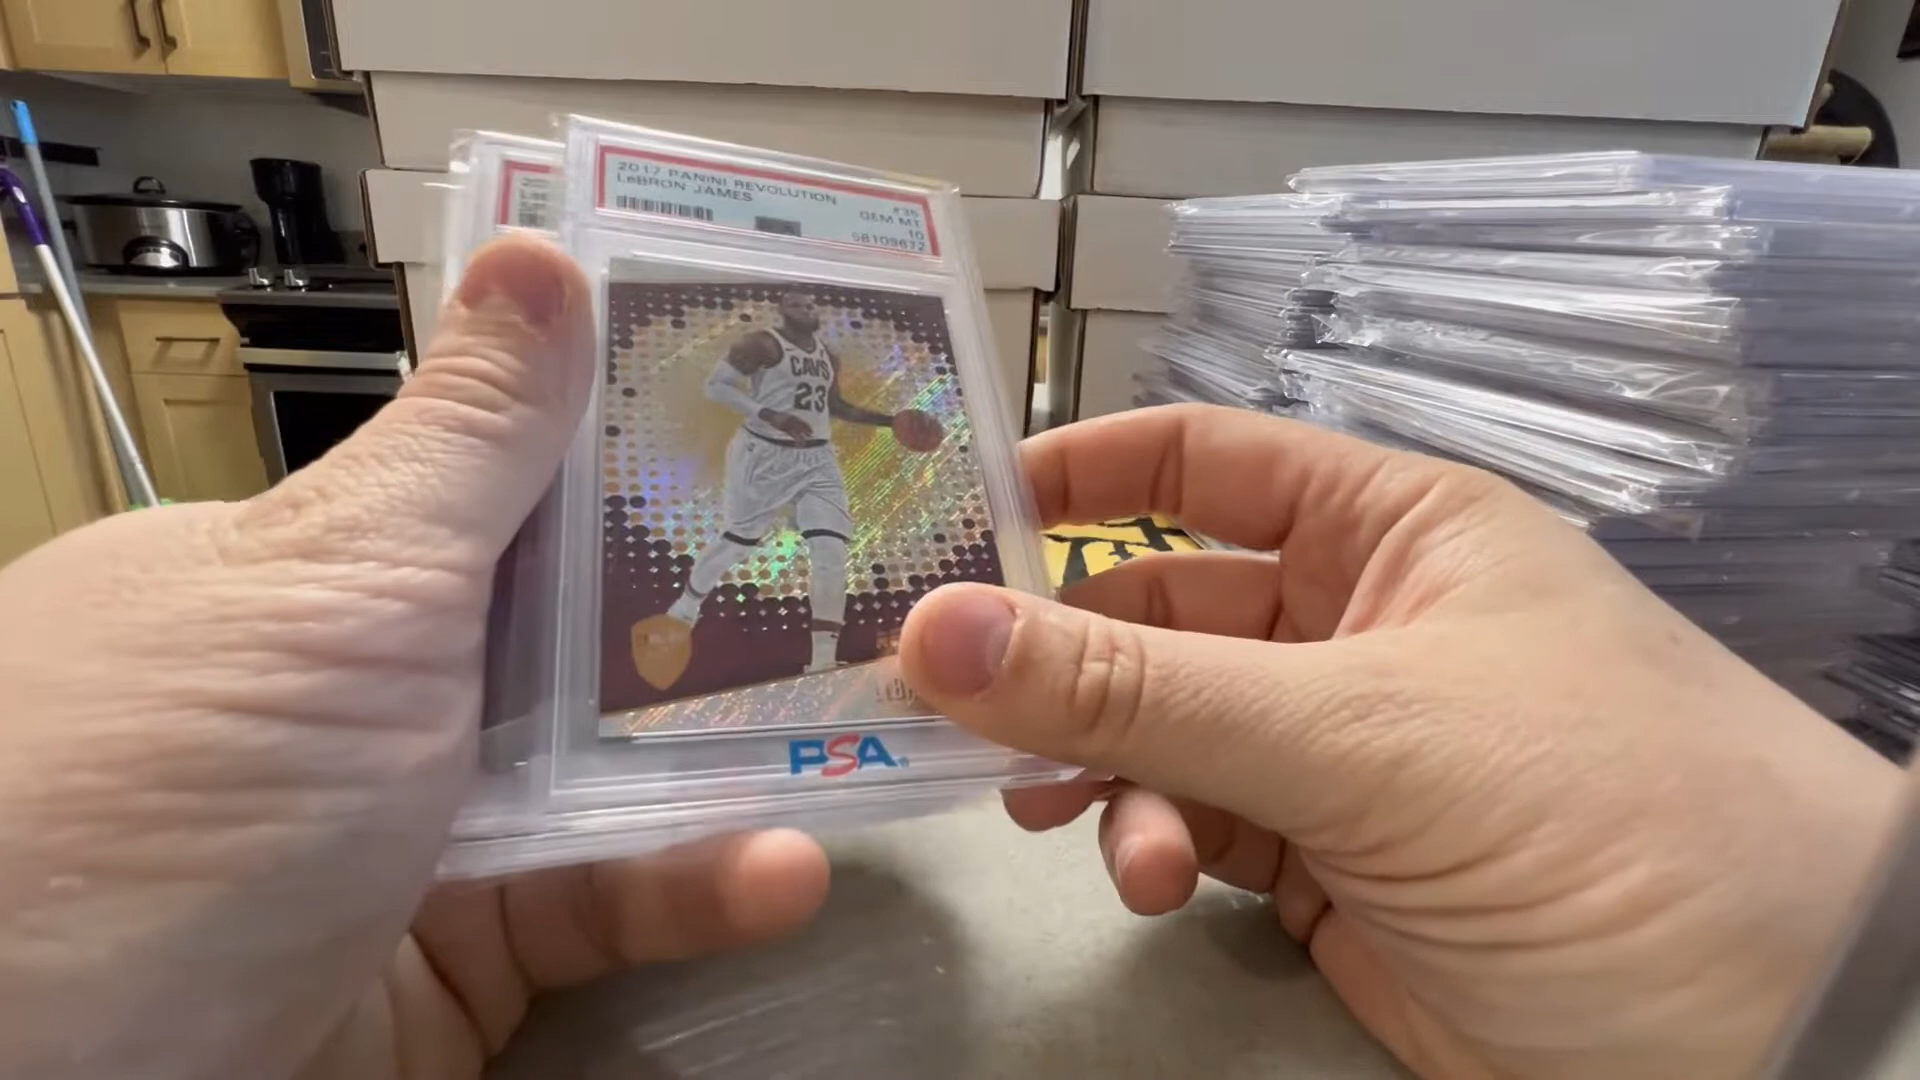 2017 PANINI REVOLUTION
LEBRON JAMES
#35
GEM MT
10
58109672
CAVS
23
PSA